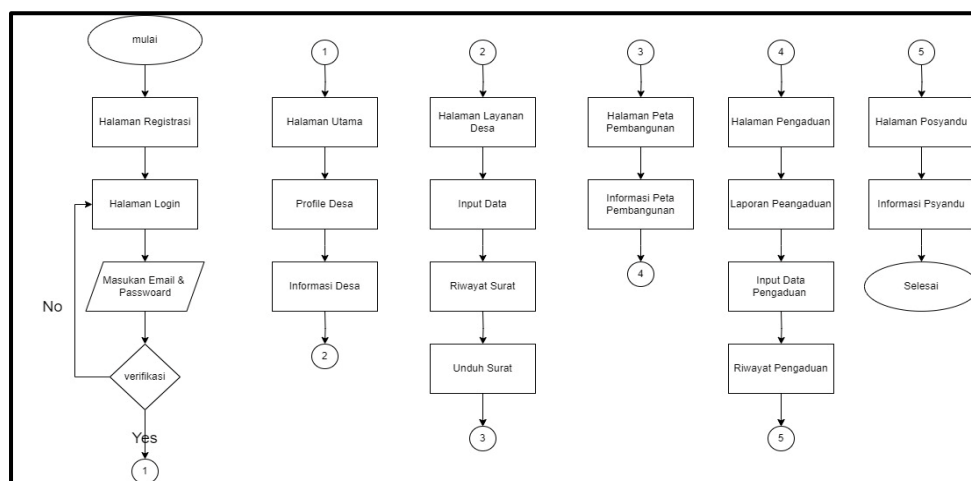 mulai
Halaman Registrasi
Halaman Login
Masukan Email &
Passwoard
No
verifikasi
Yes
1
1
Halaman Utama
Profile Desa
Informasi Desa
2
2
Halaman Layanan
Desa
Input Data
Riwayat Surat
Unduh Surat
3
3
Halaman Peta
Pembangunan
Informasi Peta
Pembangunan
4
4
Halaman Pengaduan
Laporan Peangaduan
Input Data
Pengaduan
Riwayat Pengaduan
5
5
Halaman Posyandu
Informasi Psyandu
Selesai